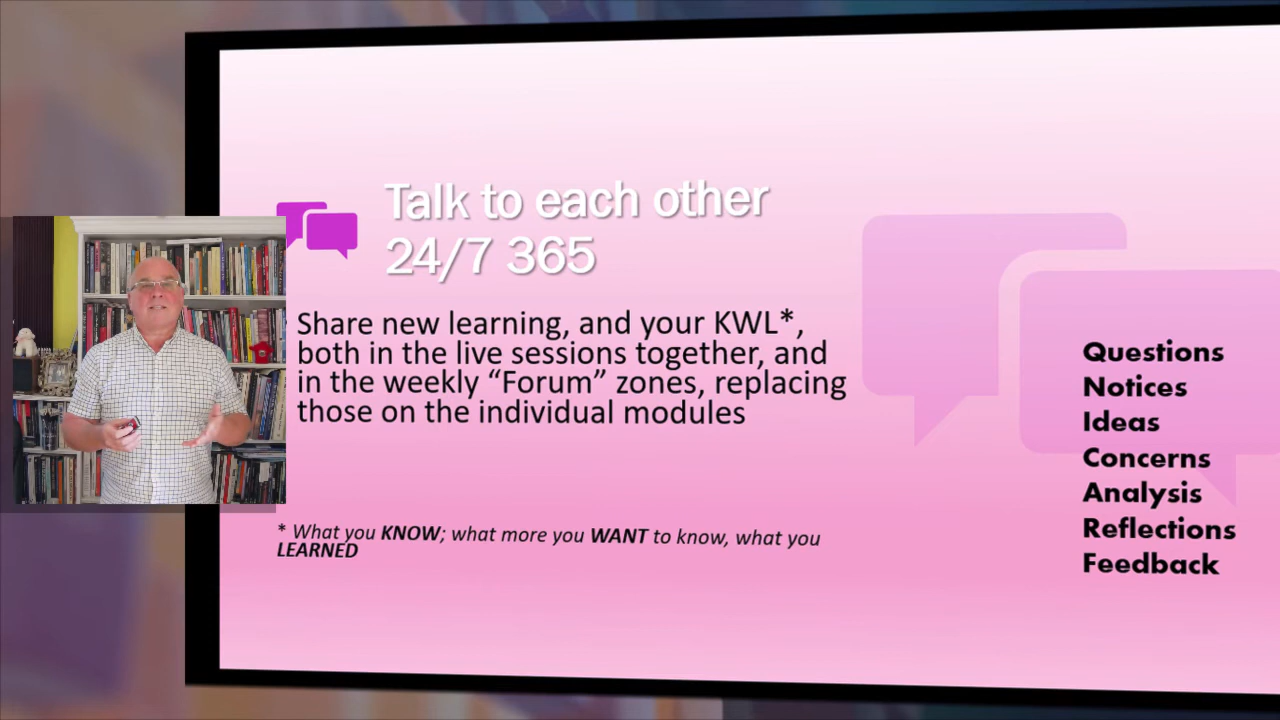 Talk to each other
24/7 365
Share new learning, and your KWL*,
both in the live sessions together, and
in the weekly “Forum” zones, replacing
those on the individual modules
* What you KNOW; what more you WANT to know, what you
LEARNED
Questions
Notices
Ideas
Concerns
Analysis
Reflections
Feedback